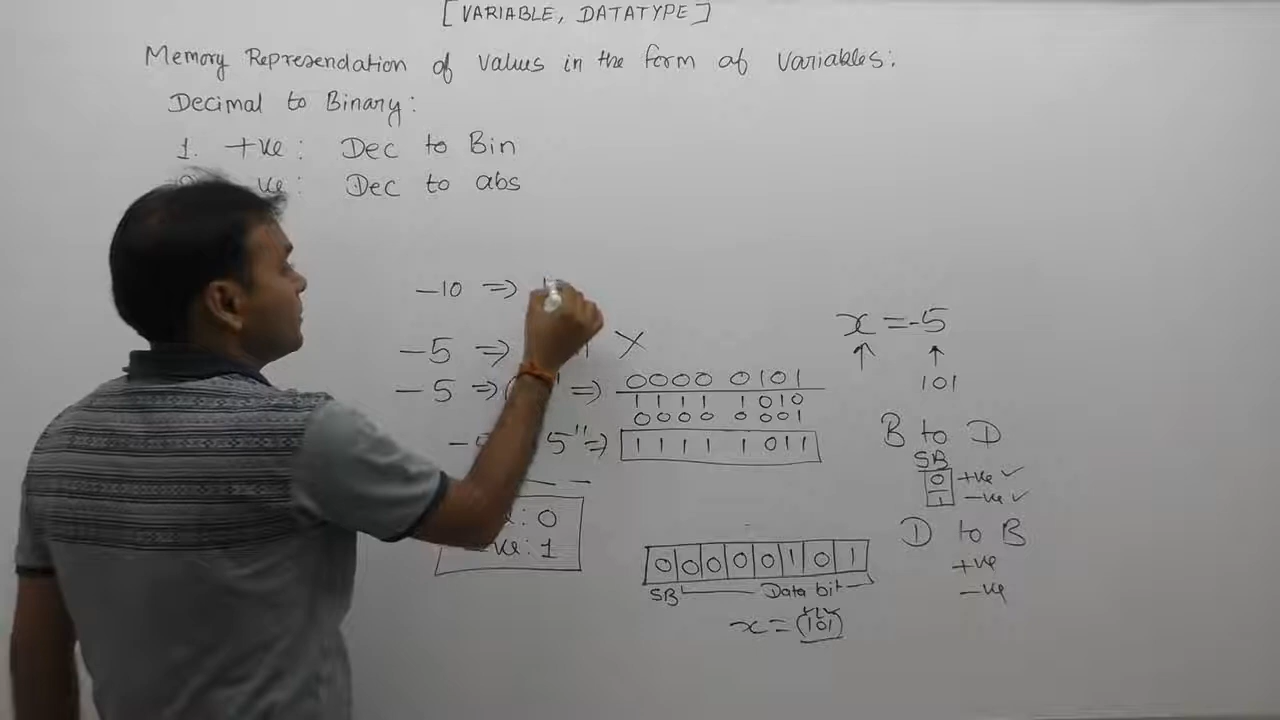 [VARIABLE, DATATYPE]
Memory Represendation of values in the form of variables:
Decimal to Binary:
1. +ve: Dec to Bin
ve: Dec to abs
-10 =>
-5 => X
-5 => ( => 0000 0101
1111 1010
0000 0001
5" => 1111 1011
: 0
-ve: 1
x = -5
↑ ↑
101
B to D
SB
0 +ve ✓
1 -ve ✓
D to B
+ve
-ve
0 0 0 0 0 1 0 1
SB Data bit
x = (101)